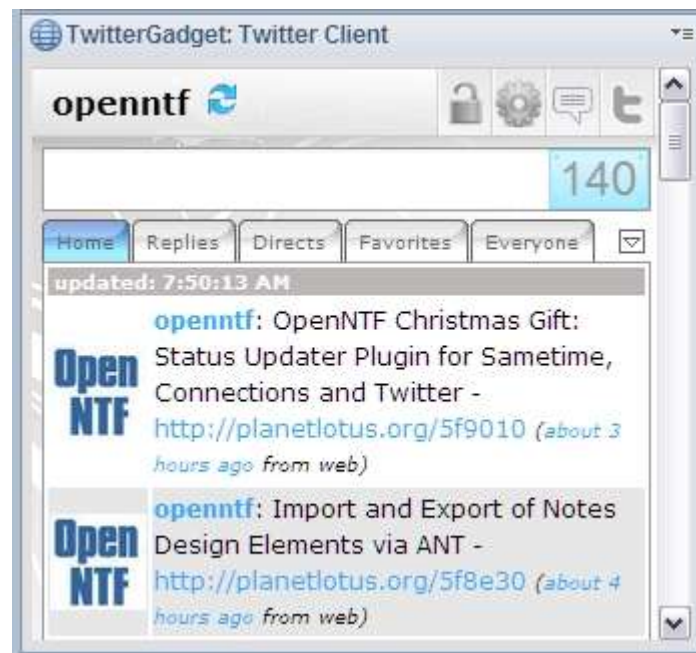 TwitterGadget: Twitter Client
openntf
140
Home Replies Directs Favorites Everyone
updated: 7:50:13 AM
Open
NTF
openntf: OpenNTF Christmas Gift:
Status Updater Plugin for Sametime,
Connections and Twitter -
http://planetlotus.org/5f9010 (about 3
hours ago from web)
Open
NTF
openntf: Import and Export of Notes
Design Elements via ANT -
http://planetlotus.org/5f8e30 (about 4
hours ago from web)